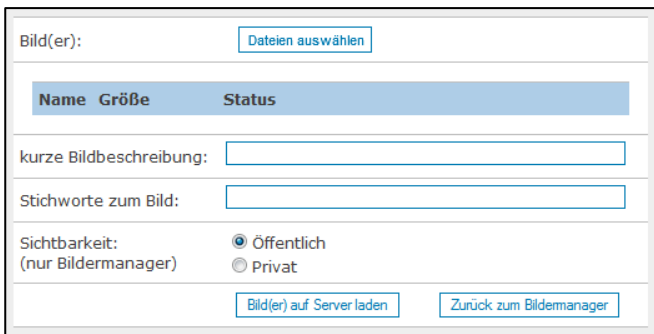 Bild(er): Dateien auswählen
Name Größe Status
kurze Bildbeschreibung:
Stichworte zum Bild:
Sichtbarkeit: Öffentlich
(nur Bildermanager) Privat
Bild(er) auf Server laden Zurück zum Bildermanager